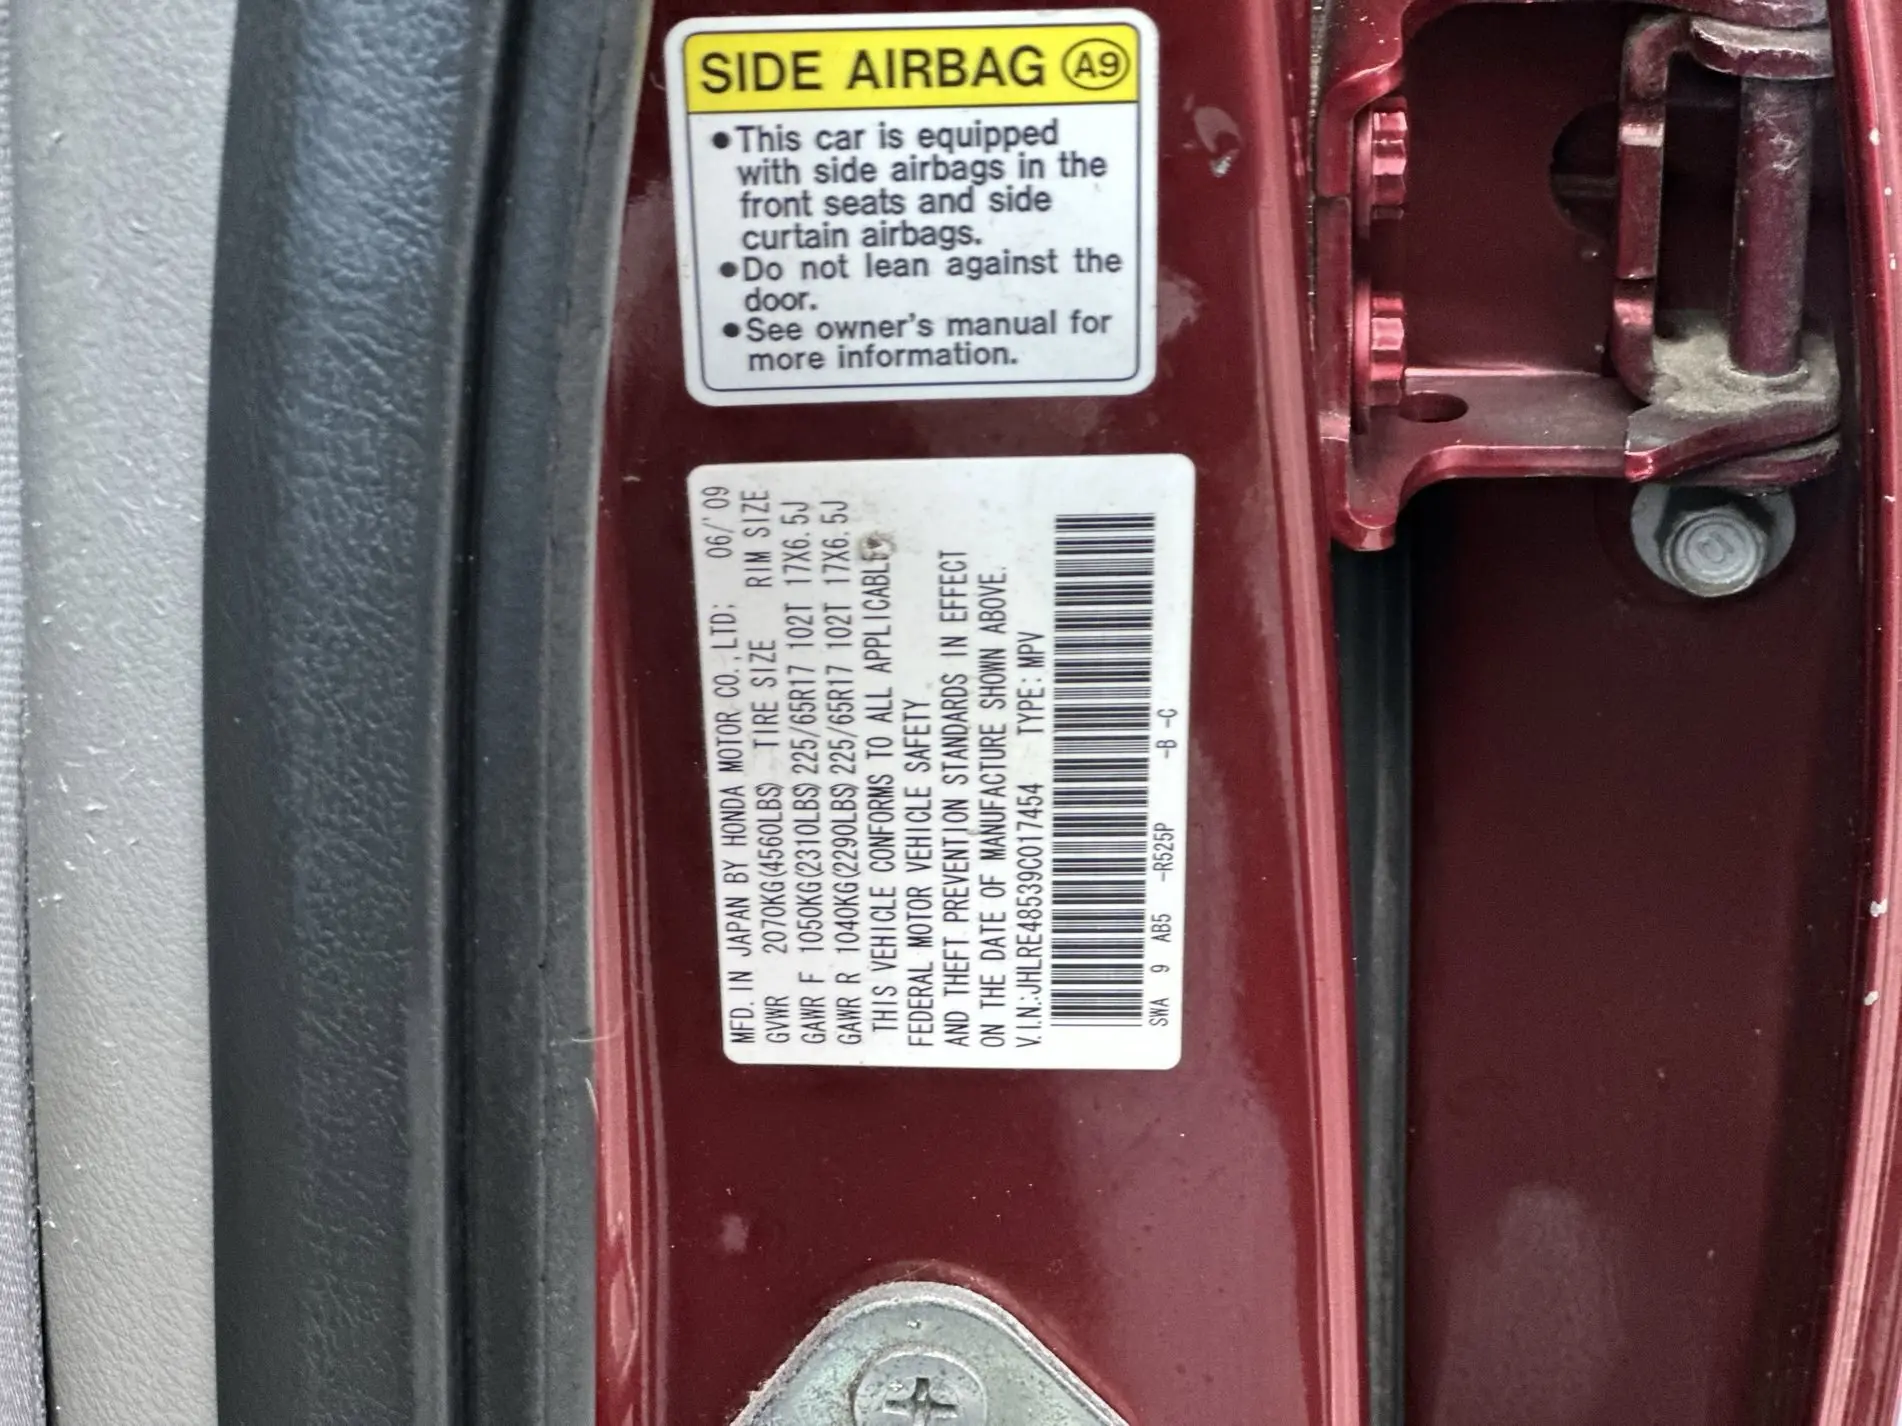 SIDE AIRBAG A9
•This car is equipped
with side airbags in the
front seats and side
curtain airbags.
•Do not lean against the
door.
•See owner's manual for
more information.
MFD. IN JAPAN BY HONDA MOTOR CO., LTD; 06/'09
GVWR 2070KG(4560LBS) TIRE SIZE RIM SIZE
GAWR F 1050KG(2310LBS) 225/65R17 102T 17X6.5J
GAWR R 1040KG(2290LBS) 225/65R17 102T 17X6.5J
THIS VEHICLE CONFORMS TO ALL APPLICABLE
FEDERAL MOTOR VEHICLE SAFETY
AND THEFT PREVENTION STANDARDS IN EFFECT
ON THE DATE OF MANUFACTURE SHOWN ABOVE.
V.I.N.:JHLRE48539C017454 TYPE: MPV
SWA 9 AB5 -R525P -B -C